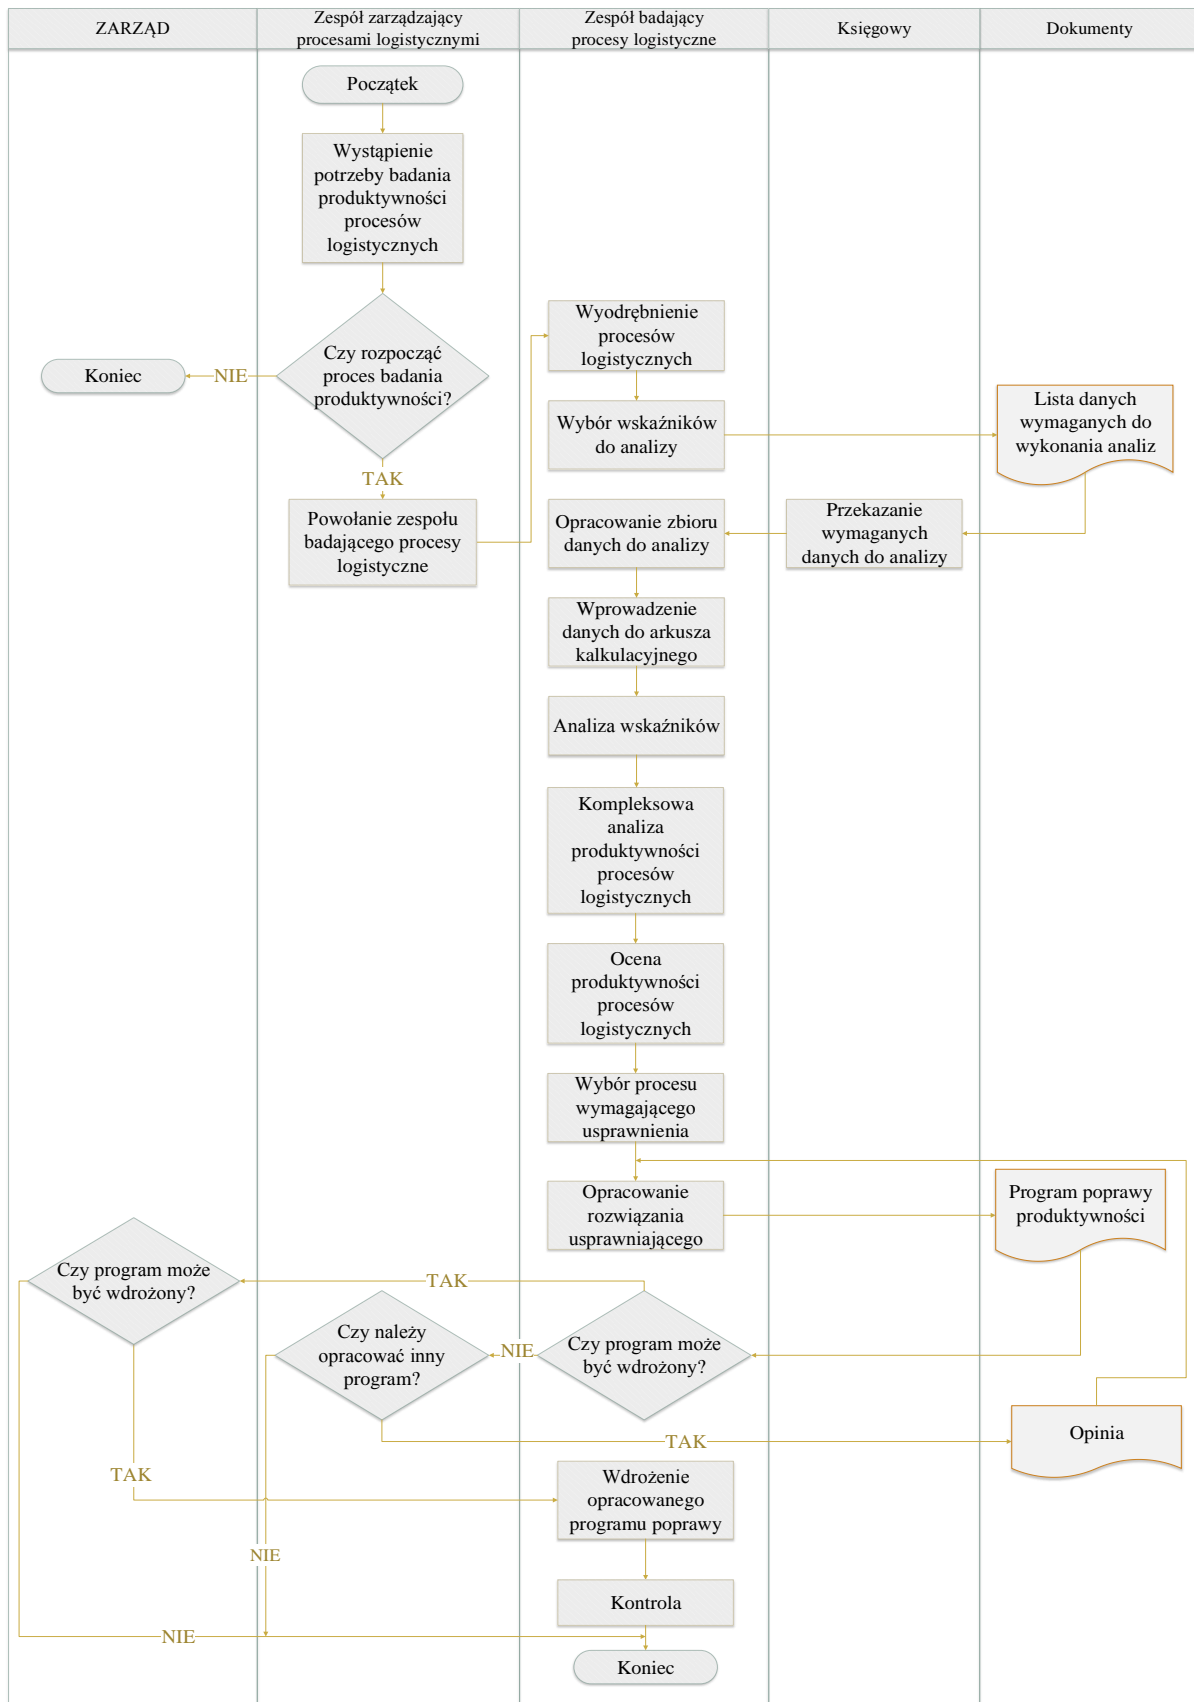 ZARZĄD
Zespół zarządzający
procesami logistycznymi
Zespół badający
procesy logistyczne
Księgowy
Dokumenty
Początek
Wystąpienie
potrzeby badania
produktywności
procesów
logistycznych
Czy rozpocząć
proces badania
produktywności?
NIE
Koniec
TAK
Powołanie zespołu
badającego procesy
logistyczne
Wyodrębnienie
procesów
logistycznych
Wybór wskaźników
do analizy
Lista danych
wymaganych do
wykonania analiz
Przekazanie
wymaganych
danych do analizy
Opracowanie zbioru
danych do analizy
Wprowadzenie
danych do arkusza
kalkulacyjnego
Analiza wskaźników
Kompleksowa
analiza
produktywności
procesów
logistycznych
Ocena
produktywności
procesów
logistycznych
Wybór procesu
wymagającego
usprawnienia
Opracowanie
rozwiązania
usprawniającego
Program poprawy
produktywności
Czy program może
być wdrożony?
TAK
Czy należy
opracować inny
program?
NIE
Czy program może
być wdrożony?
TAK
Opinia
TAK
Wdrożenie
opracowanego
programu poprawy
NIE
Kontrola
NIE
Koniec